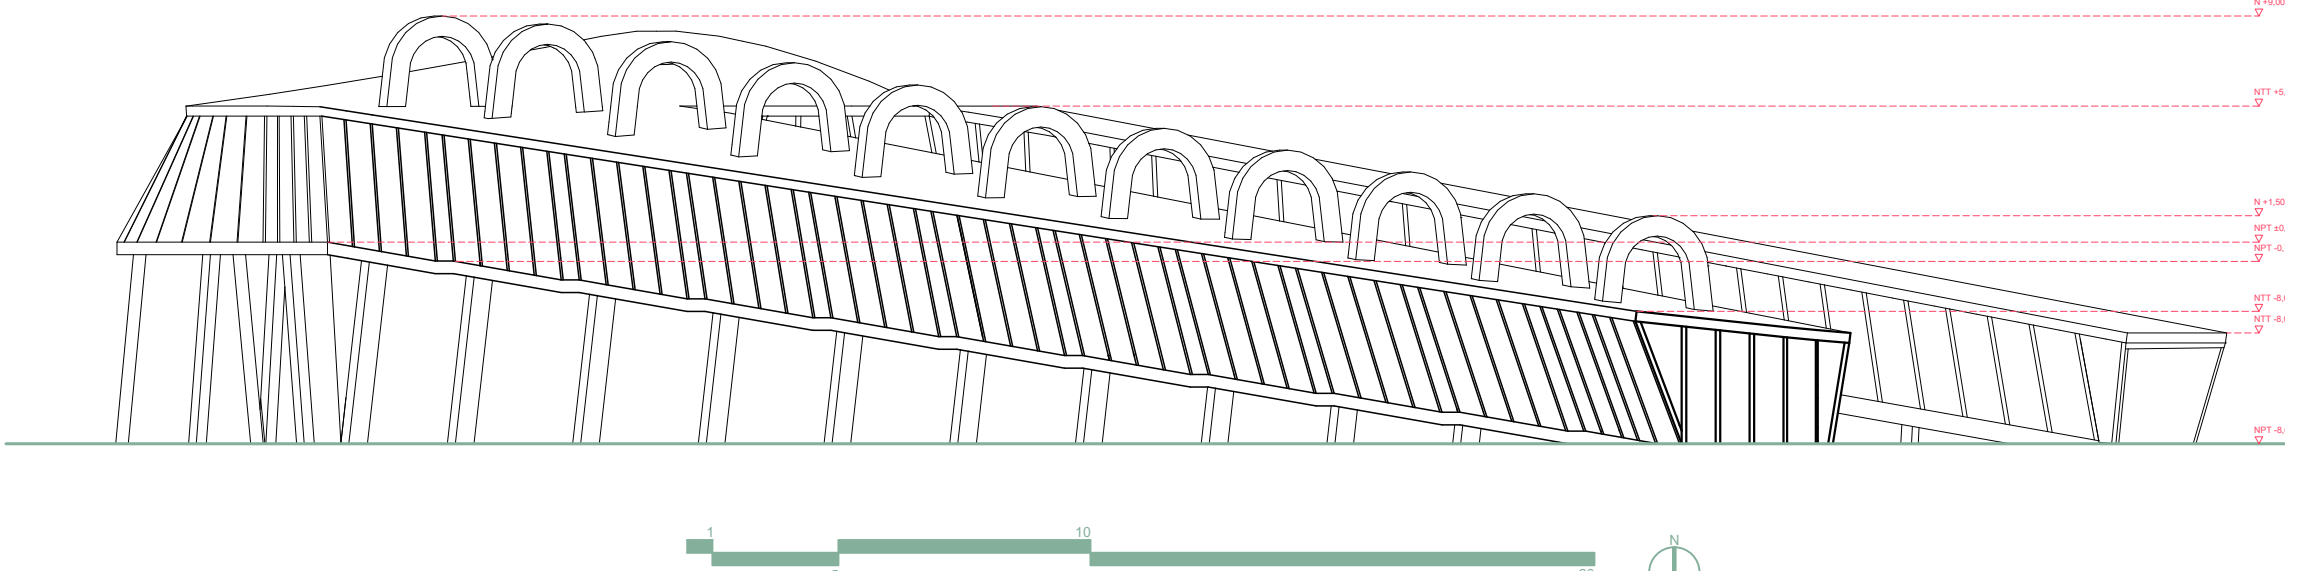 N +9,00
NTT +5,
N +1,50
NPT ±0,
NPT -0,
NTT -8,
NTT -8,
NPT -8,
1
10
N